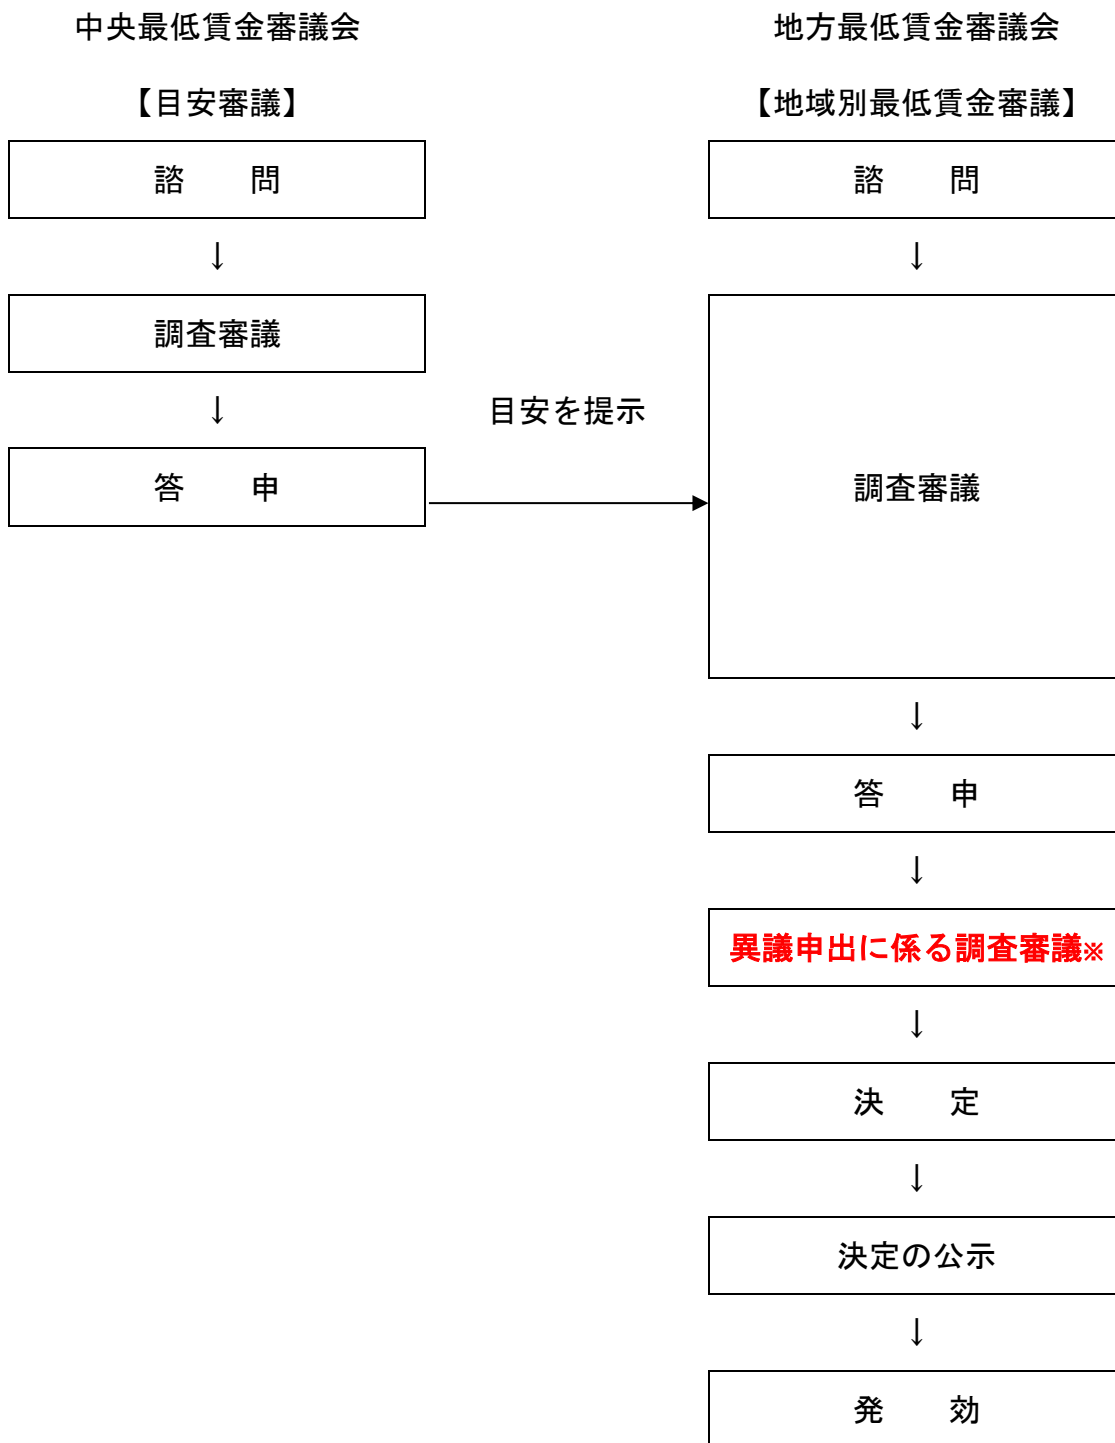 中央最低賃金審議会
【目安審議】
諮　　問
↓
調査審議
↓
答　　申
目安を提示
地方最低賃金審議会
【地域別最低賃金審議】
諮　　問
↓
調査審議
↓
答　　申
↓
異議申出に係る調査審議※
↓
決　　定
↓
決定の公示
↓
発　　効